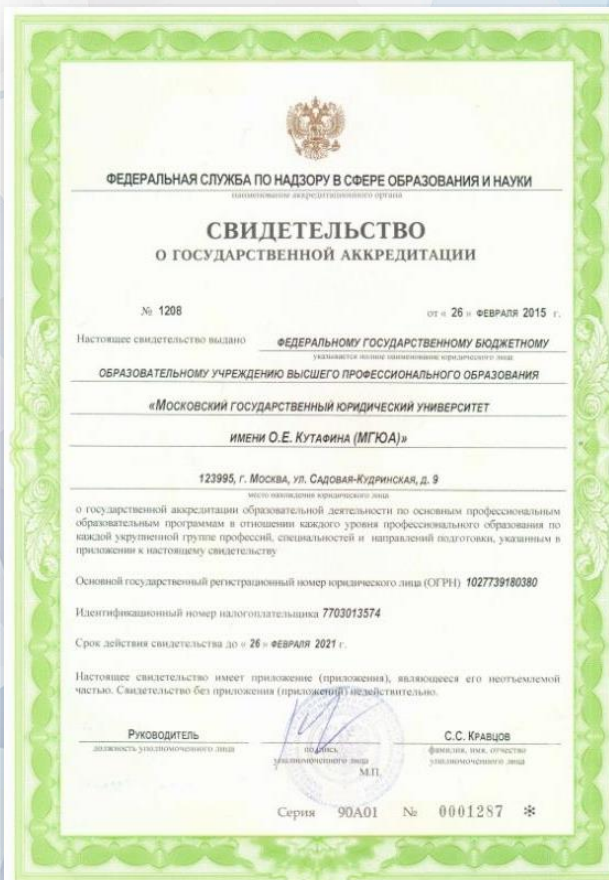 ФЕДЕРАЛЬНАЯ СЛУЖБА ПО НАДЗОРУ В СФЕРЕ ОБРАЗОВАНИЯ И НАУКИ
наименование аккредитационного органа
СВИДЕТЕЛЬСТВО
О ГОСУДАРСТВЕННОЙ АККРЕДИТАЦИИ
№ 1208 от « 26 » ФЕВРАЛЯ 2015 г.
Настоящее свидетельство выдано ФЕДЕРАЛЬНОМУ ГОСУДАРСТВЕННОМУ БЮДЖЕТНОМУ
указывается полное наименование юридического лица
ОБРАЗОВАТЕЛЬНОМУ УЧРЕЖДЕНИЮ ВЫСШЕГО ПРОФЕССИОНАЛЬНОГО ОБРАЗОВАНИЯ
«МОСКОВСКИЙ ГОСУДАРСТВЕННЫЙ ЮРИДИЧЕСКИЙ УНИВЕРСИТЕТ
ИМЕНИ О.Е. КУТАФИНА (МГЮА)»
123995, Г. МОСКВА, УЛ. САДОВАЯ-КУДРИНСКАЯ, Д. 9
место нахождения юридического лица
о государственной аккредитации образовательной деятельности по основным профессиональным
образовательным программам в отношении каждого уровня профессионального образования по
каждой укрупненной группе профессий, специальностей и направлений подготовки, указанным в
приложении к настоящему свидетельству
Основной государственный регистрационный номер юридического лица (ОГРН) 1027739180380
Идентификационный номер налогоплательщика 7703013574
Срок действия свидетельства до « 26 » ФЕВРАЛЯ 2021 г.
Настоящее свидетельство имеет приложение (приложения), являющееся его неотъемлемой
частью. Свидетельство без приложения (приложений) недействительно.
РУКОВОДИТЕЛЬ С.С. КРАВЦОВ
должность уполномоченного лица подпись уполномоченного лица фамилия, имя, отчество уполномоченного лица
М.П.
Серия 90А01 № 0001287 *